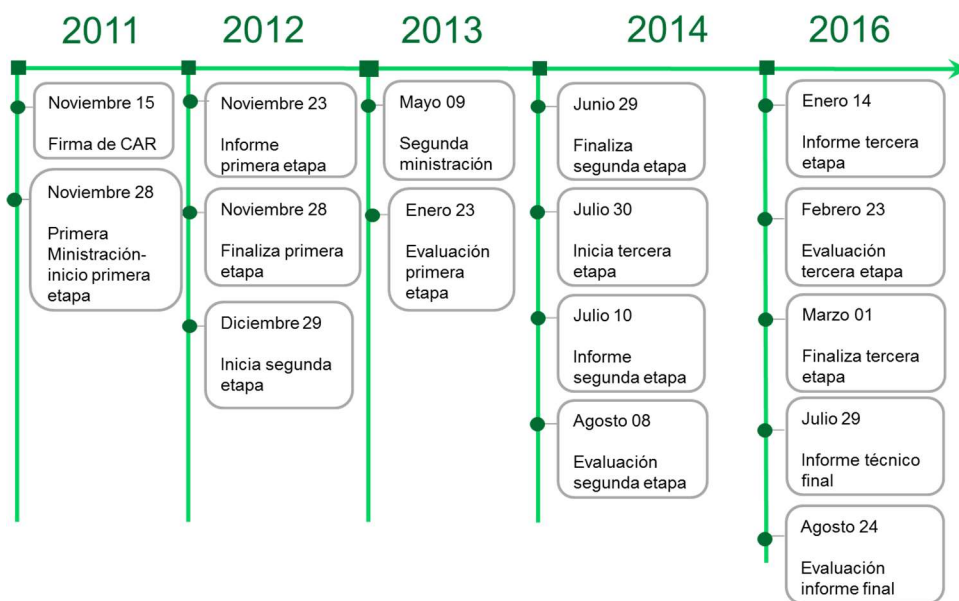 2011
2012
2013
2014
2016
Noviembre 15
Firma de CAR
Noviembre 28
Primera
Ministración-
inicio primera
etapa
Noviembre 23
Informe
primera etapa
Noviembre 28
Finaliza primera
etapa
Diciembre 29
Inicia segunda
etapa
Mayo 09
Segunda
ministración
Enero 23
Evaluación
primera
etapa
Junio 29
Finaliza
segunda etapa
Julio 30
Inicia tercera
etapa
Julio 10
Informe
segunda etapa
Agosto 08
Evaluación
segunda etapa
Enero 14
Informe tercera
etapa
Febrero 23
Evaluación
tercera etapa
Marzo 01
Finaliza tercera
etapa
Julio 29
Informe técnico
final
Agosto 24
Evaluación
informe final